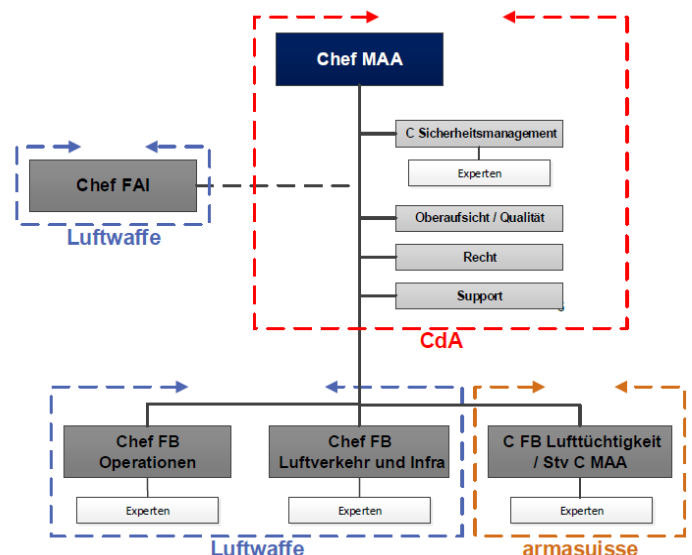 Chef MAA
C Sicherheitsmanagement
Experten
Chef FAI
Luftwaffe
Oberaufsicht / Qualität
Recht
Support
CdA
Chef FB
Operationen
Experten
Chef FB
Luftverkehr und Infra
Experten
C FB Lufttüchtigkeit
/ Stv C MAA
Experten
Luftwaffe
armasuisse